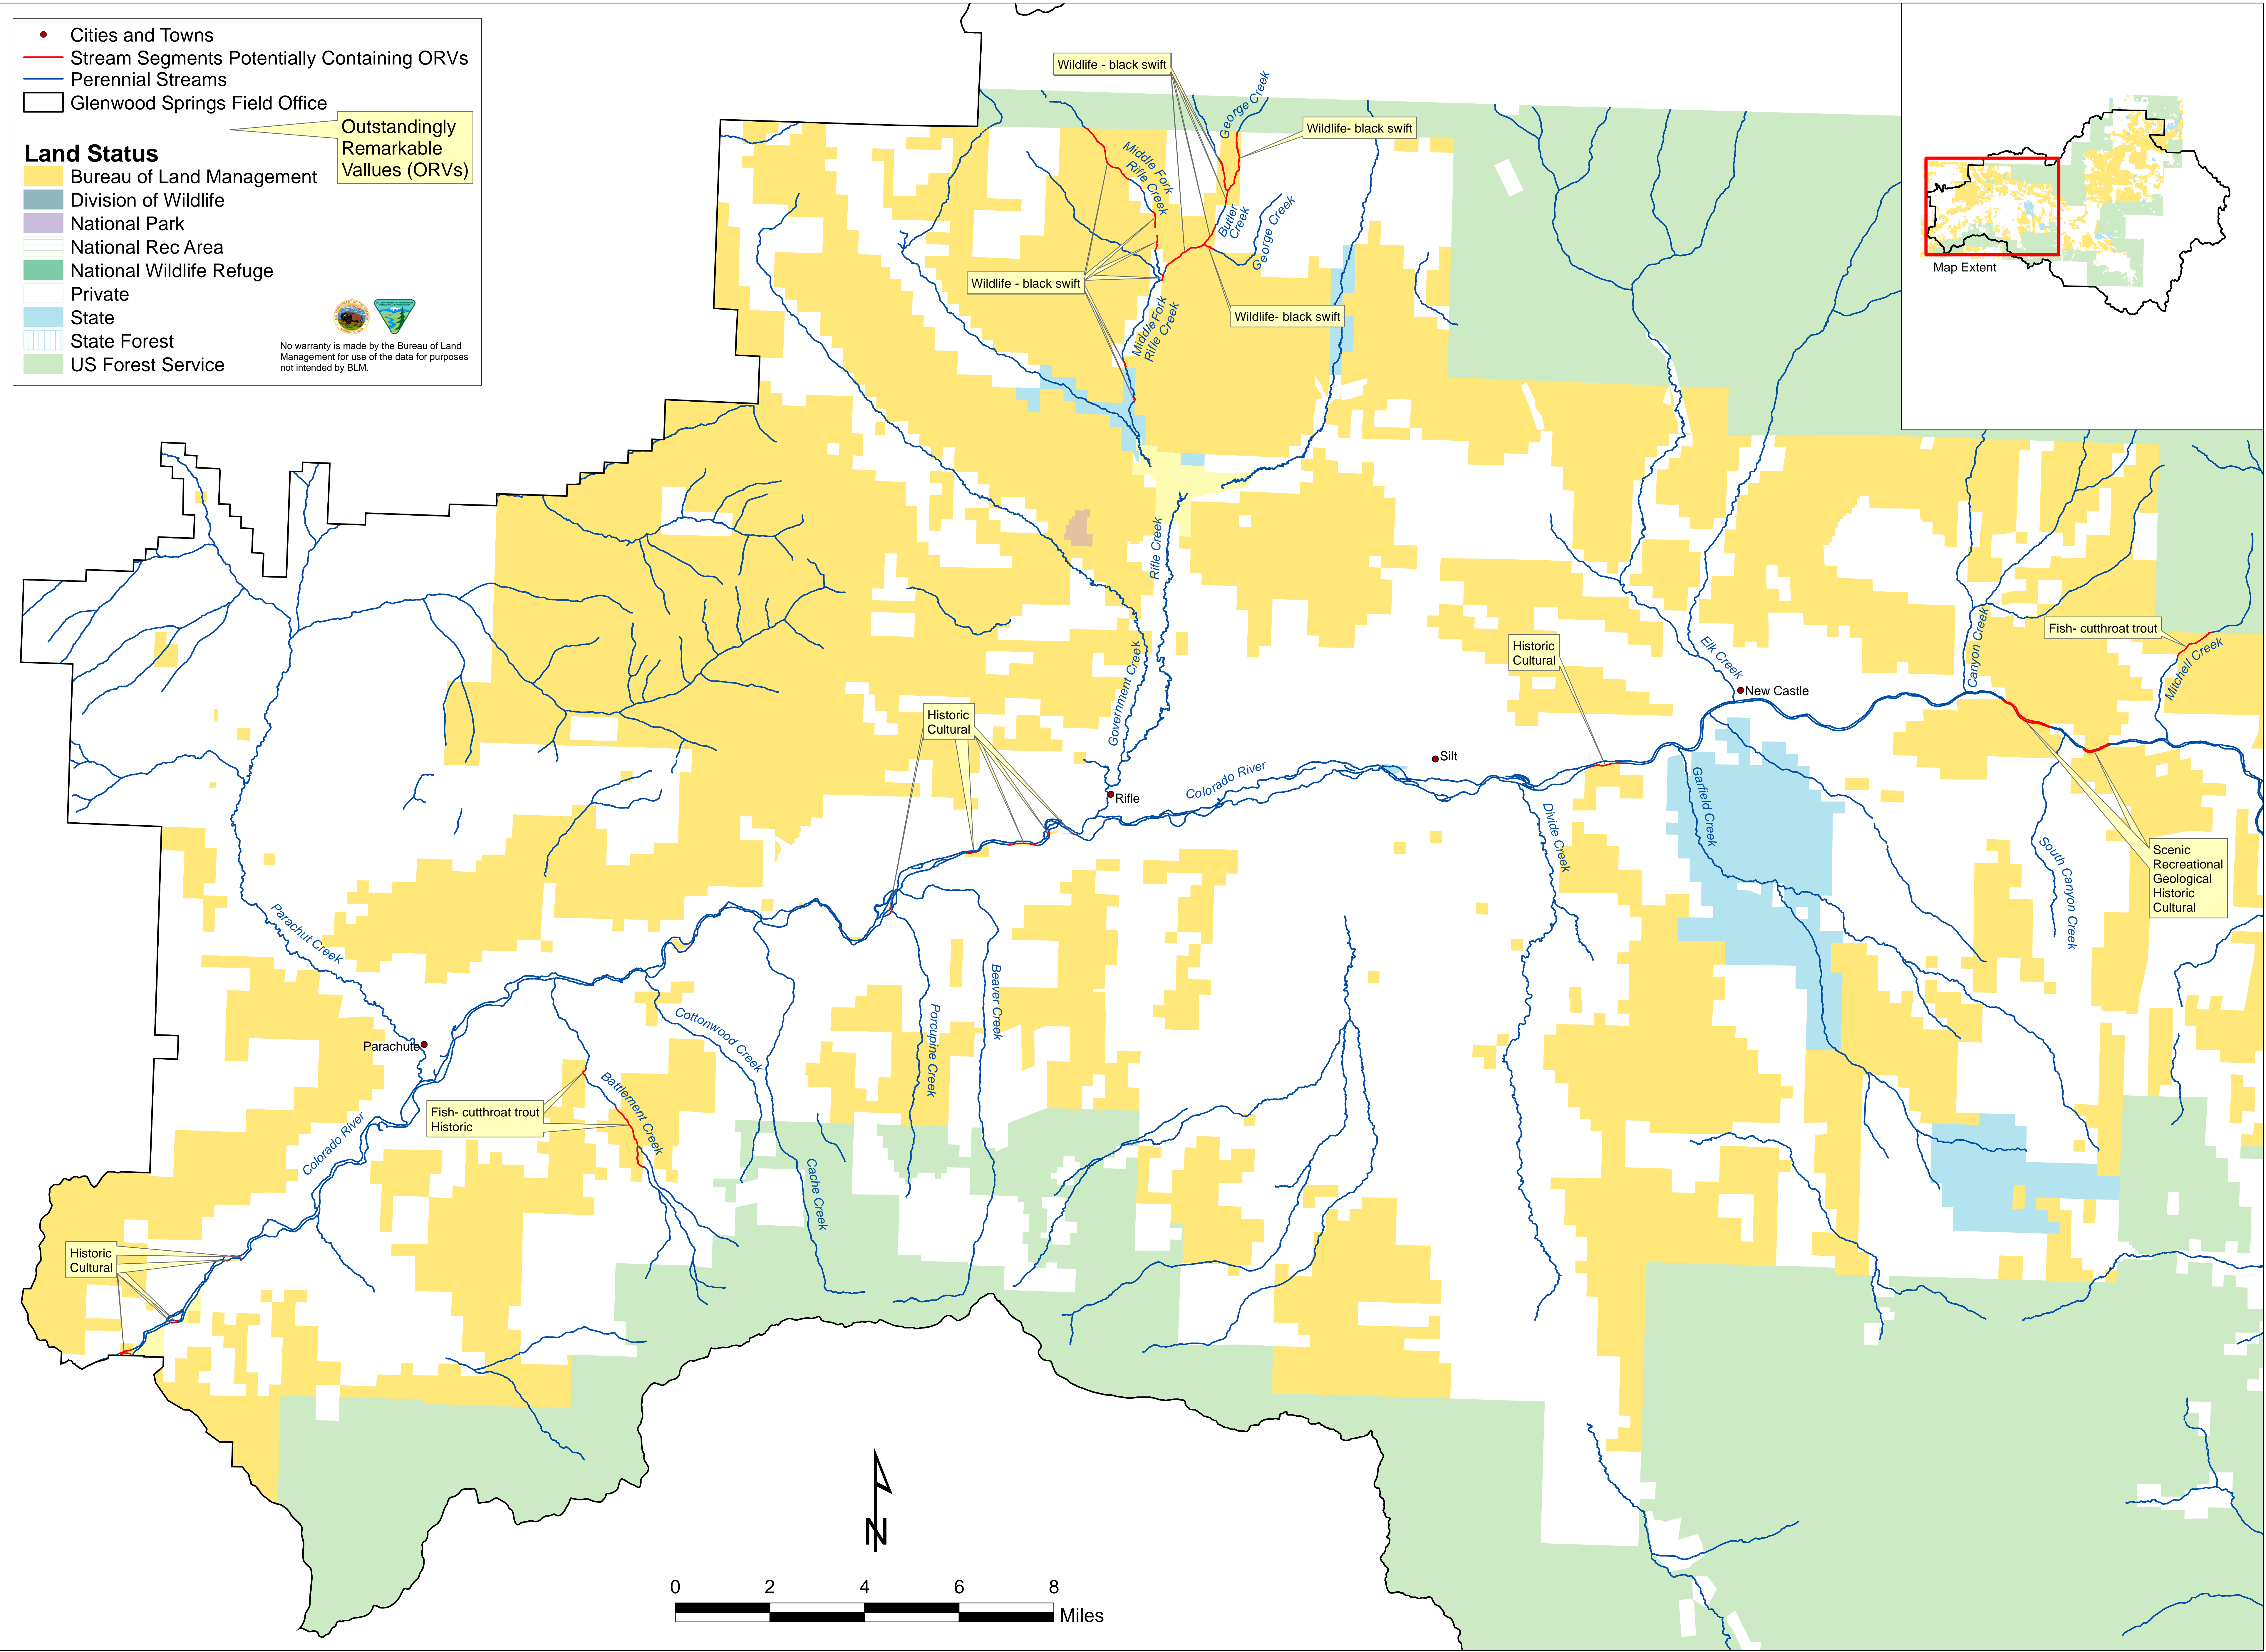 Cities and Towns
Stream Segments Potentially Containing ORVs
Perennial Streams
Glenwood Springs Field Office
Outstandingly
Remarkable
Vallues (ORVs)
Land Status
Bureau of Land Management
Division of Wildlife
National Park
National Rec Area
National Wildlife Refuge
Private
State
State Forest
US Forest Service
No warranty is made by the Bureau of Land
Management for use of the data for purposes
not intended by BLM.
Map Extent
Wildlife - black swift
George Creek
Wildlife- black swift
Middle Fork
Rifle Creek
Butler
Creek
George Creek
Wildlife - black swift
Wildlife- black swift
Middle Fork
Rifle Creek
Rifle Creek
Government Creek
Historic
Cultural
Elk Creek
Canyon Creek
Fish- cutthroat trout
Mitchell Creek
New Castle
Historic
Cultural
Silt
Rifle
Colorado River
Garfield Creek
Divide Creek
South Canyon Creek
Scenic
Recreational
Geological
Historic
Cultural
Parachut Creek
Parachute
Cottonwood Creek
Porcupine Creek
Beaver Creek
Battlement Creek
Fish- cutthroat trout
Historic
Colorado River
Cache Creek
Historic
Cultural
N
0 2 4 6 8
Miles